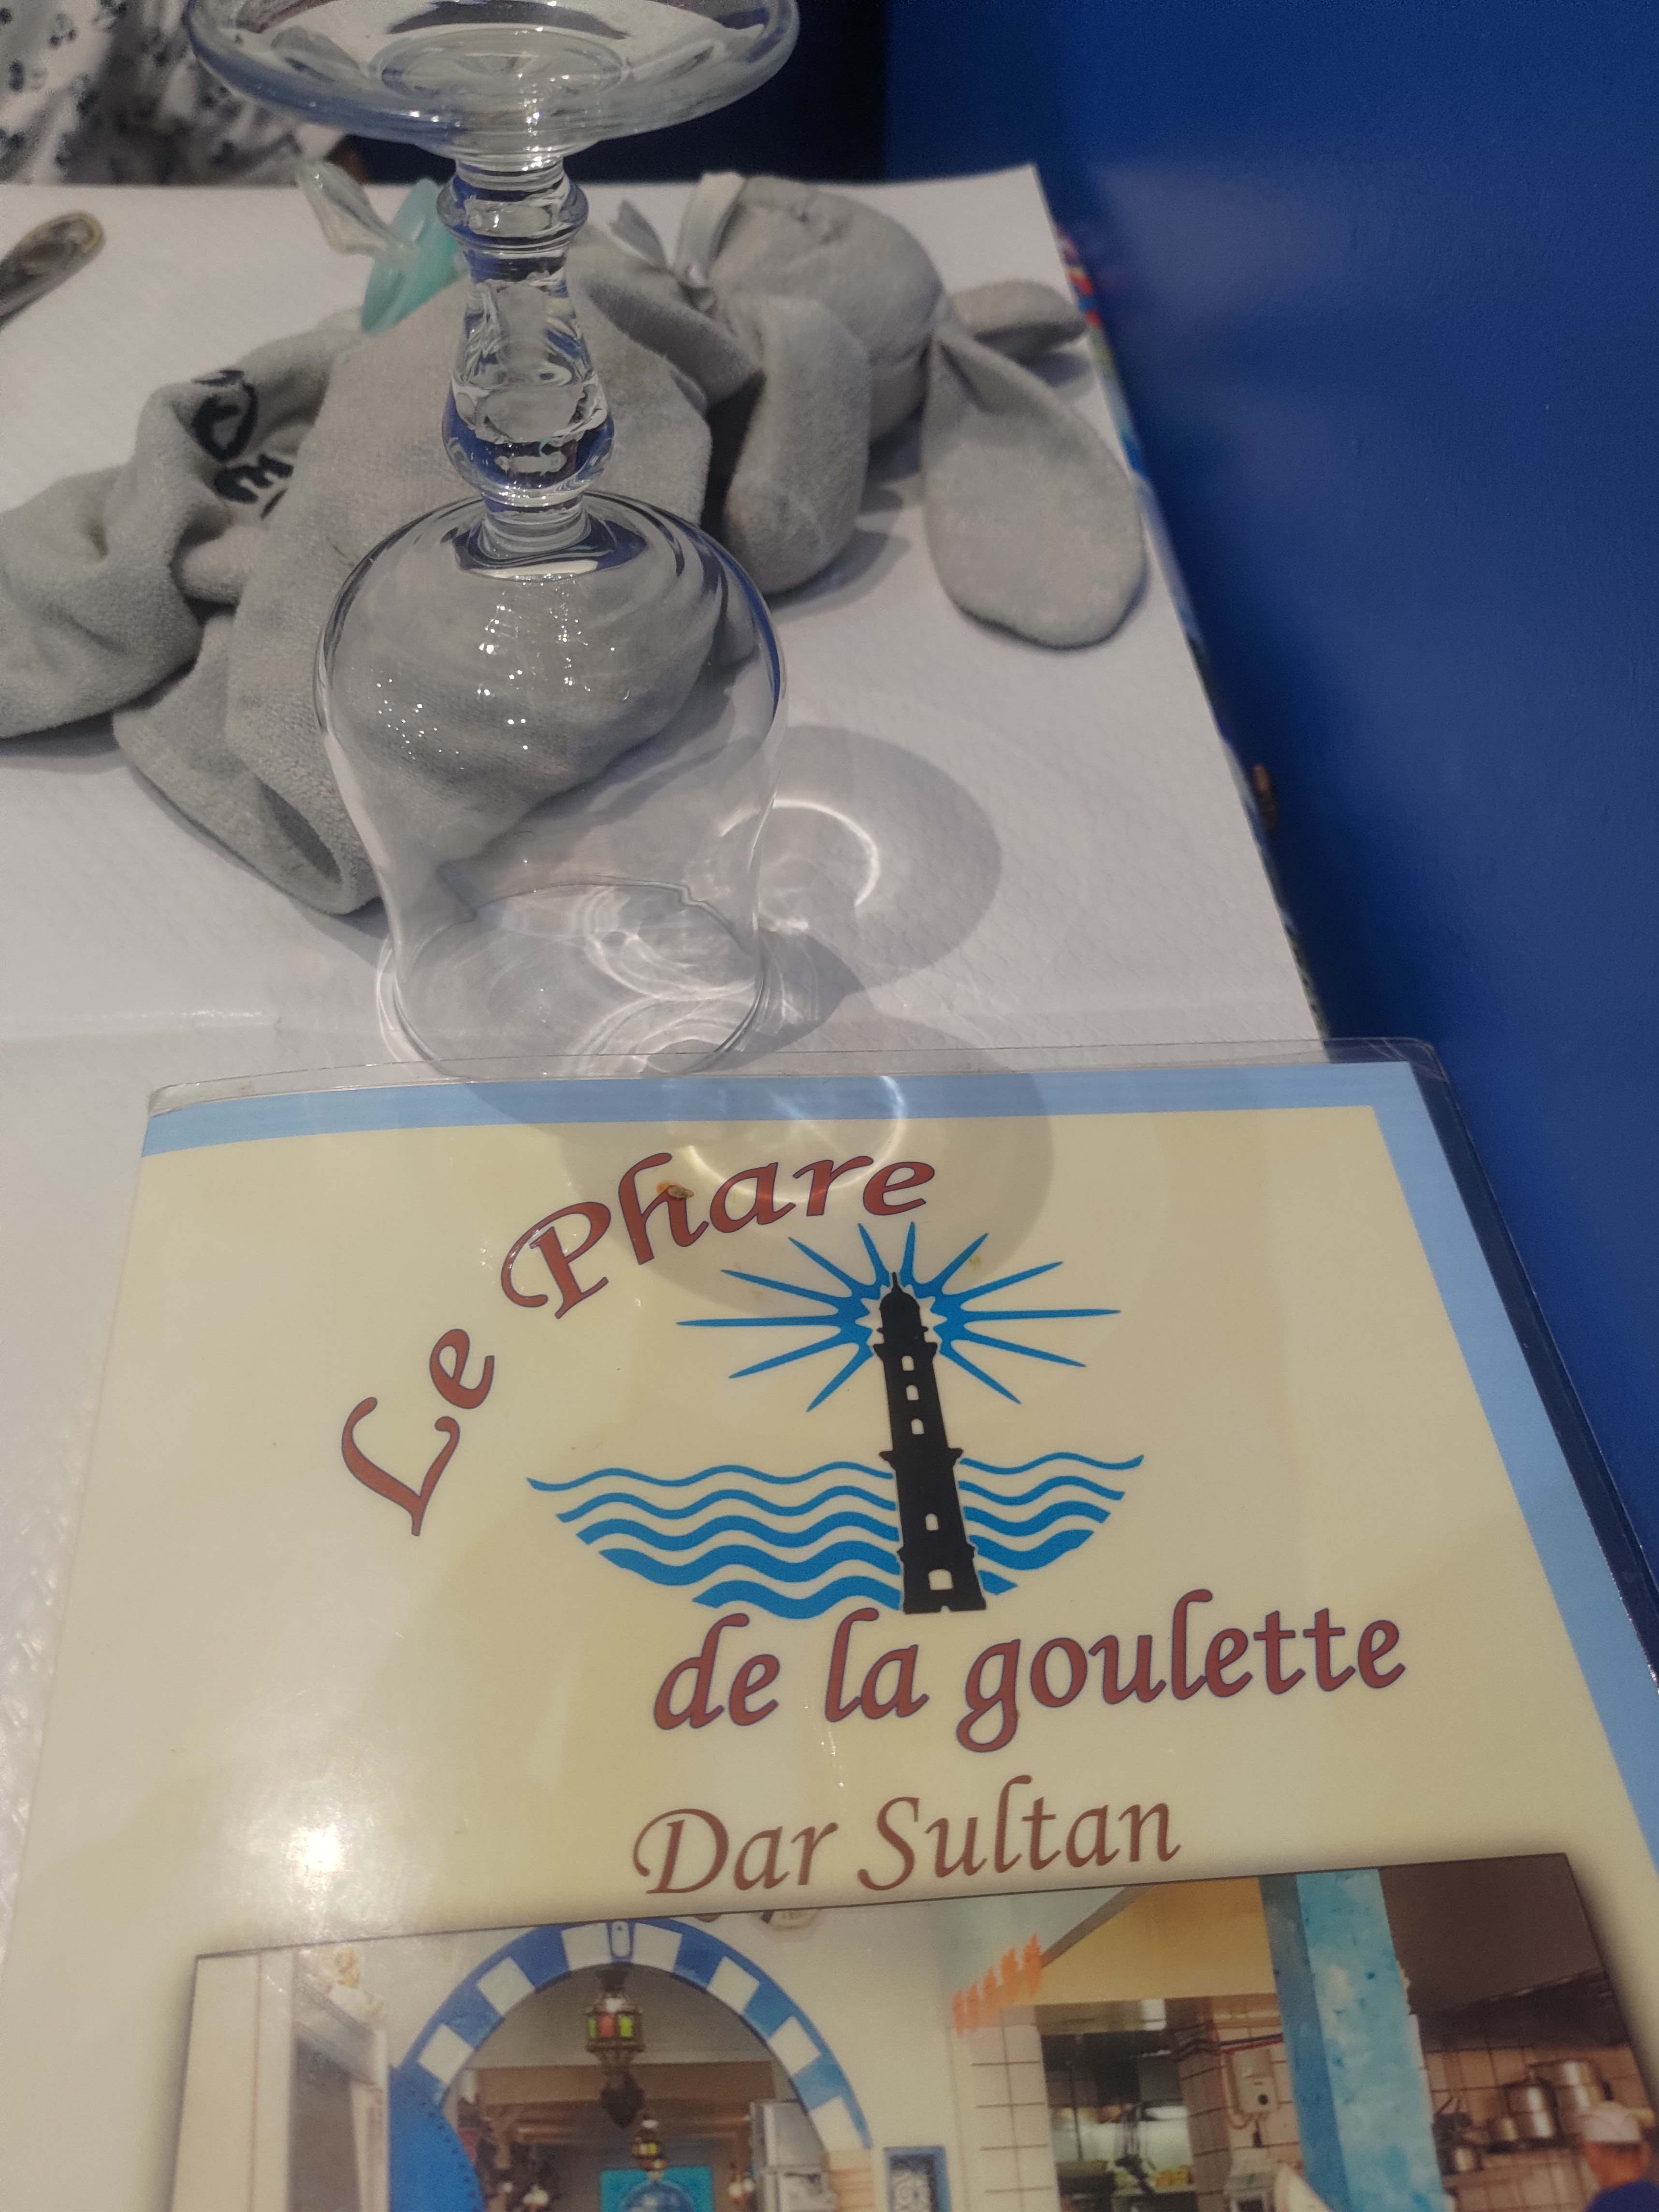 Le Phare
de la goulette
Dar Sultan